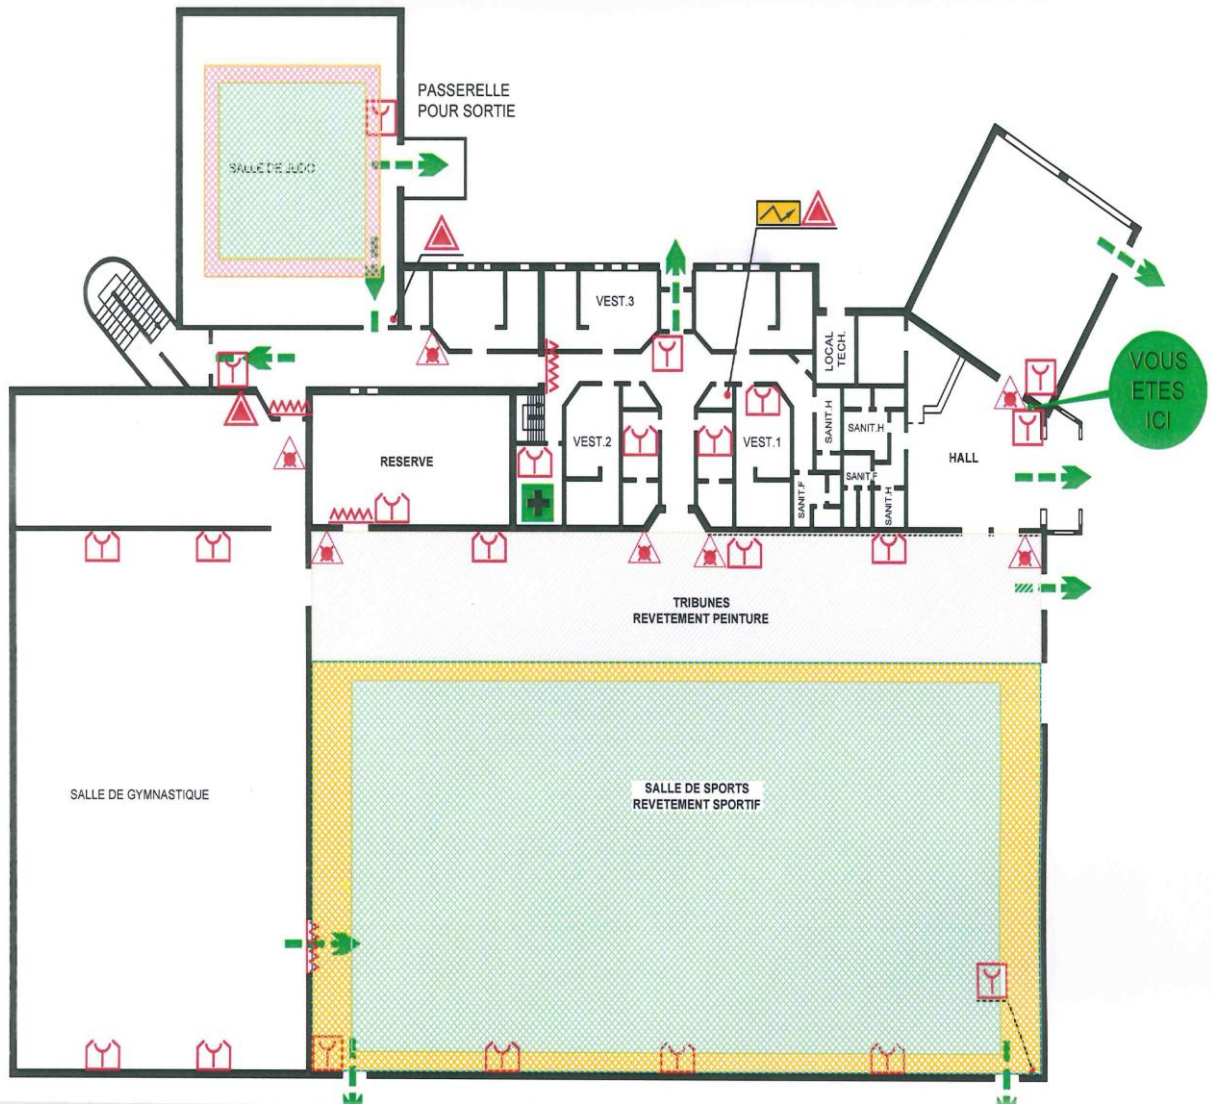 PASSERELLE
POUR SORTIE
SALLE DE JUDO
VEST.3
LOCAL
TECH.
VOUS
ETES
ICI
RESERVE
VEST.2
VEST.1
SANIT.H
SANIT.H
HALL
SANIT.F
SANIT.F
SANIT.H
TRIBUNES
REVETEMENT PEINTURE
SALLE DE GYMNASTIQUE
SALLE DE SPORTS
REVETEMENT SPORTIF